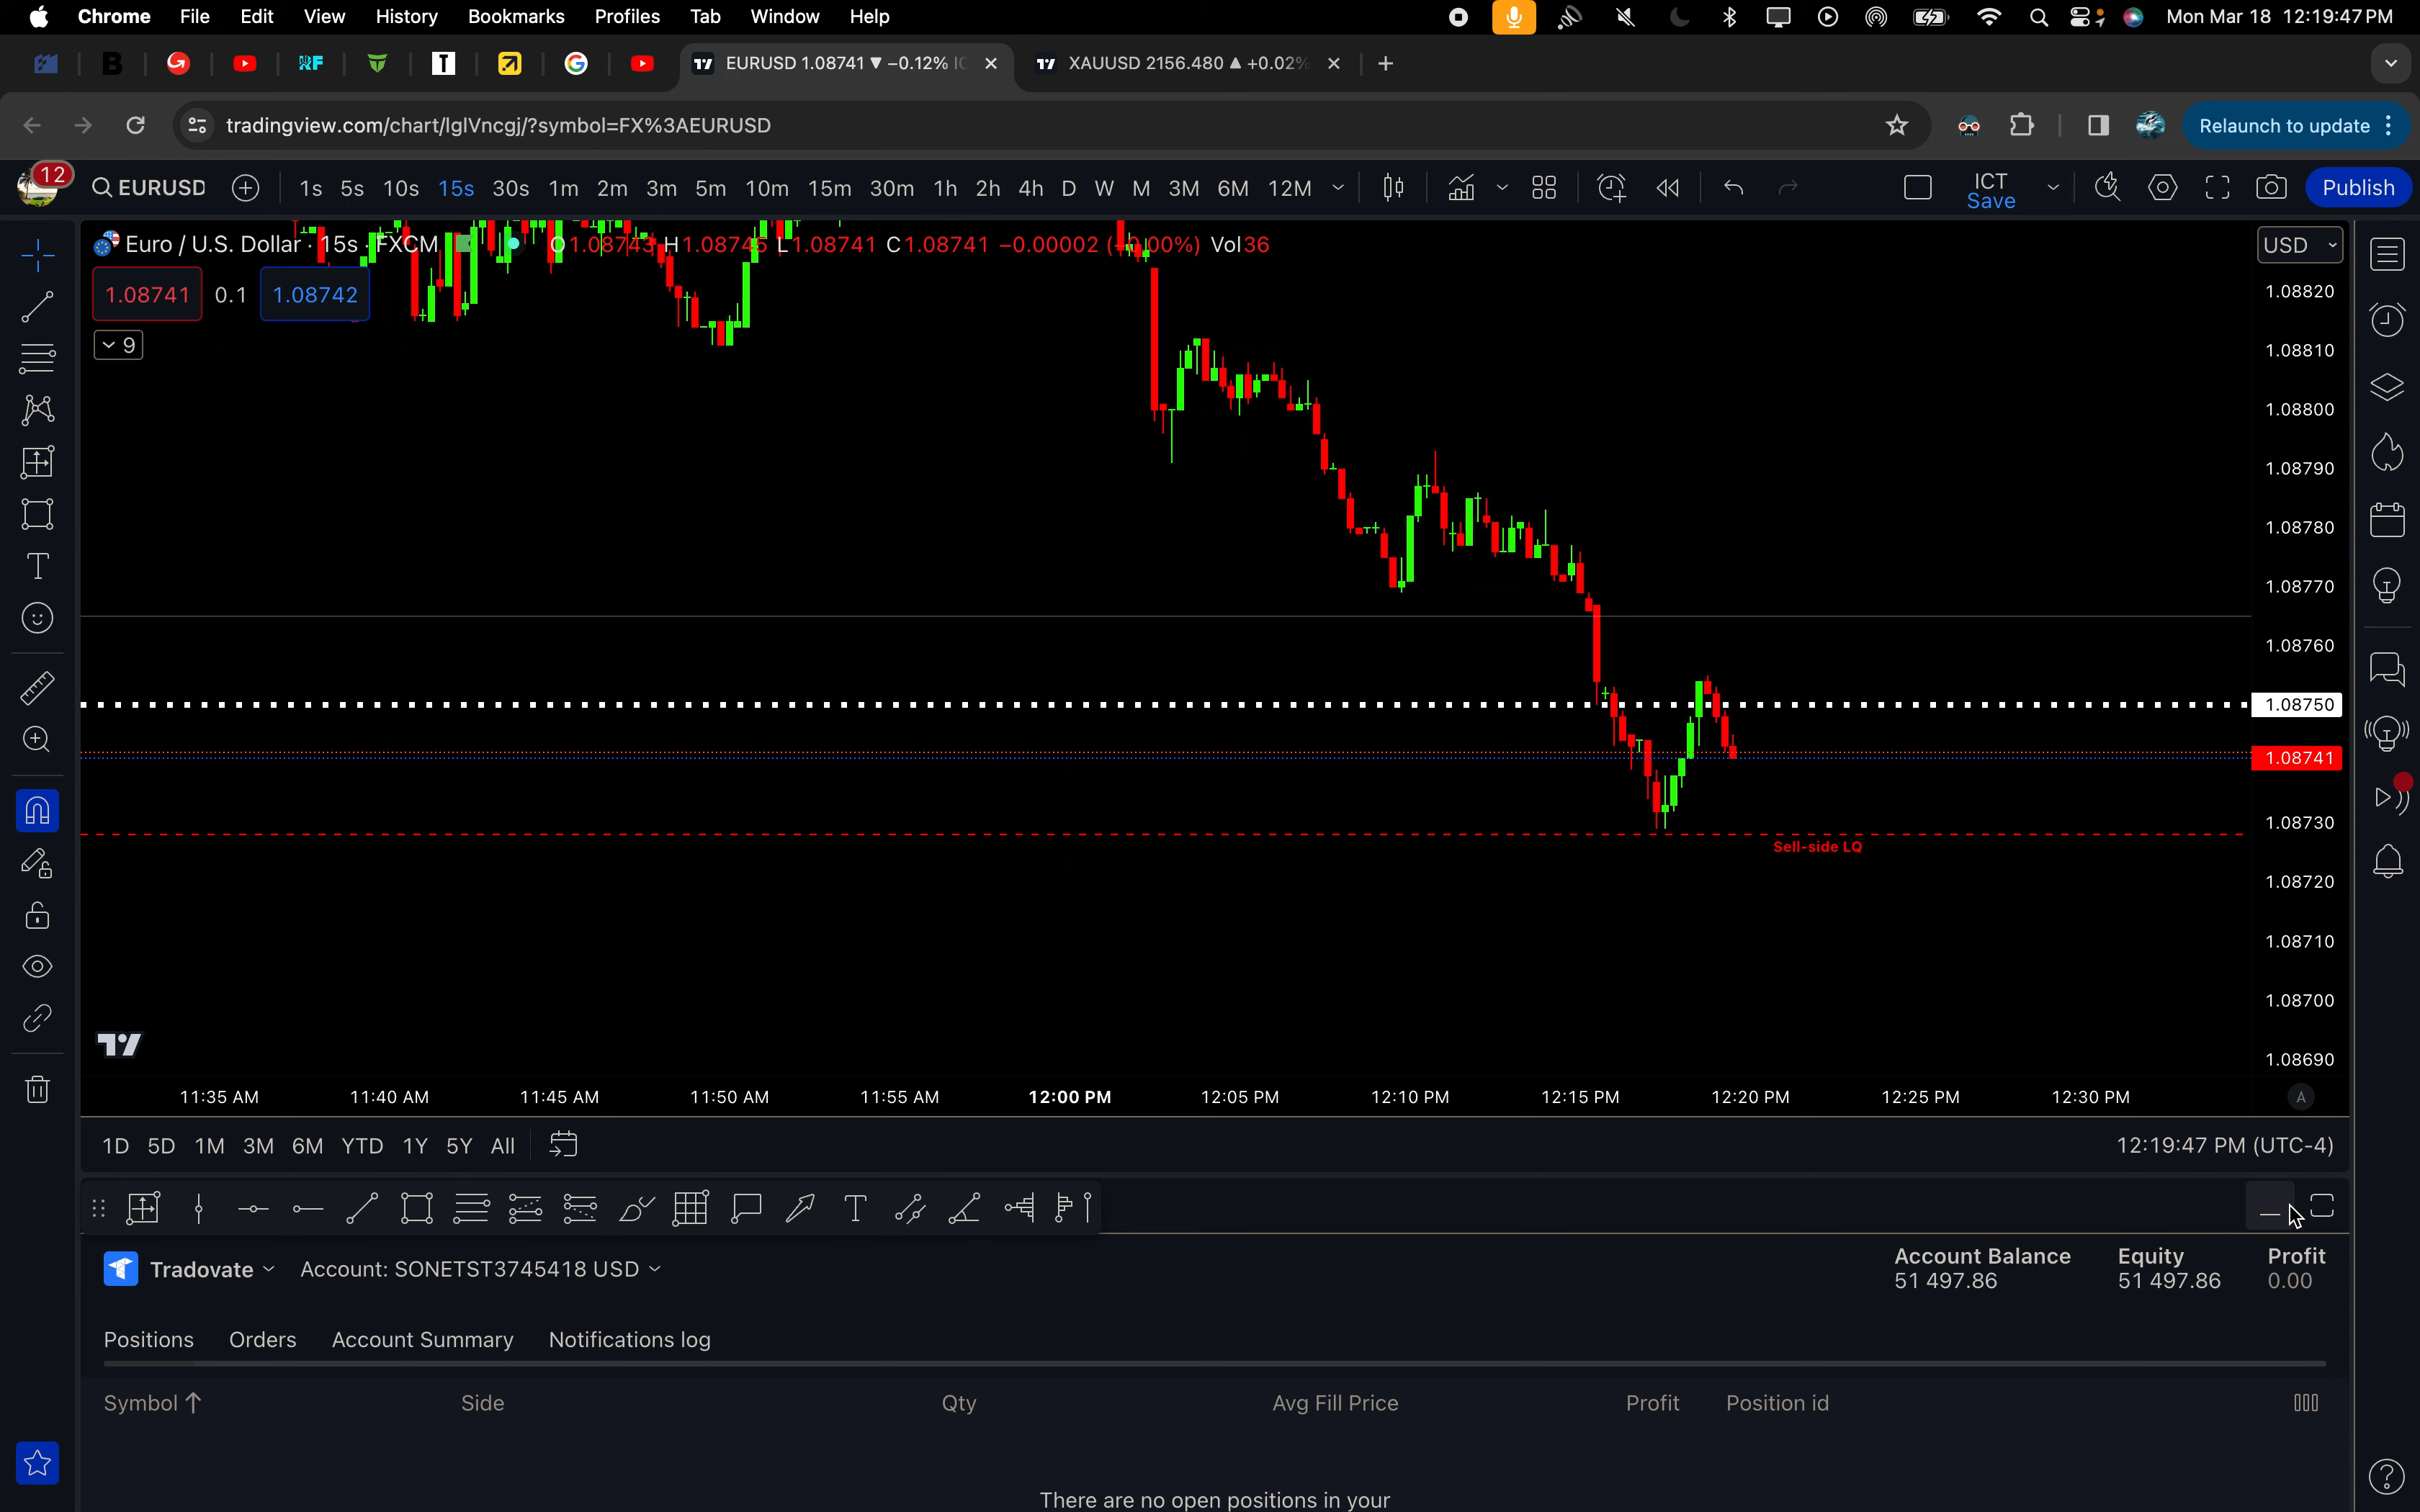 Chrome File Edit View History Bookmarks Profiles Tab Window Help Mon Mar 18 12:19:47 PM
EURUSD 1.08741 ▼ −0.12% XAUUSD 2156.480 ▲ +0.02%
tradingview.com/chart/lglVncgj/?symbol=FX%3AEURUSD Relaunch to update
12 EURUSD 1s 5s 10s 15s 30s 1m 2m 3m 5m 10m 15m 30m 1h 2h 4h D W M 3M 6M 12M ICT Save Publish
Euro / U.S. Dollar · 15s · FXCM O1.08743 H1.08745 L1.08741 C1.08741 −0.00002 (−0.00%) Vol36 USD
1.08741 0.1 1.08742
9
1.08820
1.08810
1.08800
1.08790
1.08780
1.08770
1.08760
1.08750
1.08741
1.08730
Sell-side LQ
1.08720
1.08710
1.08700
1.08690
11:35 AM 11:40 AM 11:45 AM 11:50 AM 11:55 AM 12:00 PM 12:05 PM 12:10 PM 12:15 PM 12:20 PM 12:25 PM 12:30 PM A
1D 5D 1M 3M 6M YTD 1Y 5Y All 12:19:47 PM (UTC-4)
Tradovate Account: SONETST3745418 USD
Account Balance Equity Profit
51 497.86 51 497.86 0.00
Positions Orders Account Summary Notifications log
Symbol Side Qty Avg Fill Price Profit Position id
There are no open positions in your